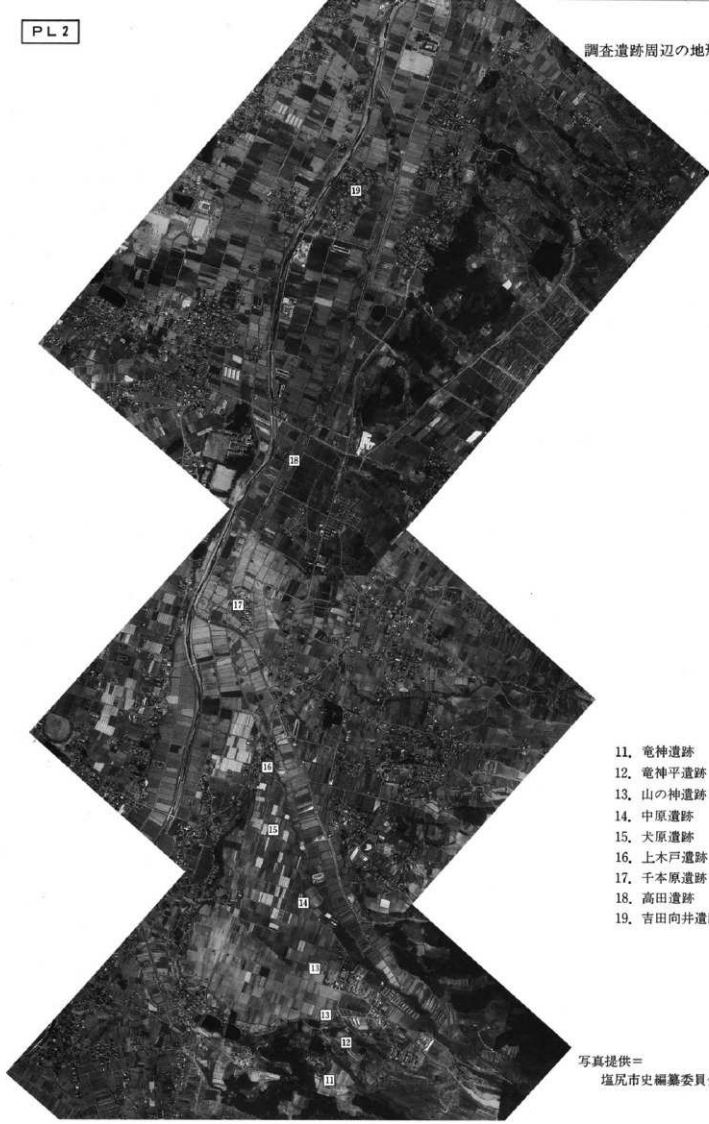 PL 2
調査遺跡周辺の地形
19
18
17
16
15
14
13
13
12
11
11. 竜神遺跡
12. 竜神平遺跡
13. 山の神遺跡
14. 中原遺跡
15. 犬原遺跡
16. 上木戸遺跡
17. 千本原遺跡
18. 高田遺跡
19. 吉田向井遺
写真提供=
塩尻市史編纂委員